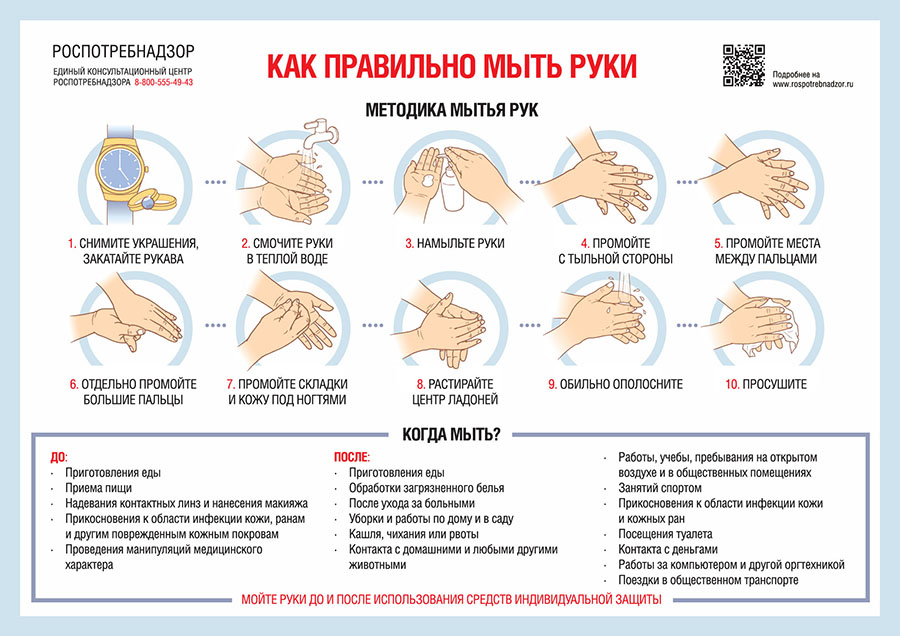 РОСПОТРЕБНАДЗОР
ЕДИНЫЙ КОНСУЛЬТАЦИОННЫЙ ЦЕНТР
РОСПОТРЕБНАДЗОРА 8-800-555-49-43
КАК ПРАВИЛЬНО МЫТЬ РУКИ
Подробнее на
www.rospotrebnadzor.ru
МЕТОДИКА МЫТЬЯ РУК
1. СНИМИТЕ УКРАШЕНИЯ,
ЗАКАТАЙТЕ РУКАВА
2. СМОЧИТЕ РУКИ
В ТЕПЛОЙ ВОДЕ
3. НАМЫЛЬТЕ РУКИ
4. ПРОМОЙТЕ
С ТЫЛЬНОЙ СТОРОНЫ
5. ПРОМОЙТЕ МЕСТА
МЕЖДУ ПАЛЬЦАМИ
6. ОТДЕЛЬНО ПРОМОЙТЕ
БОЛЬШИЕ ПАЛЬЦЫ
7. ПРОМОЙТЕ СКЛАДКИ
И КОЖУ ПОД НОГТЯМИ
8. РАСТИРАЙТЕ
ЦЕНТР ЛАДОНЕЙ
9. ОБИЛЬНО ОПОЛОСНИТЕ
10. ПРОСУШИТЕ
КОГДА МЫТЬ?
ДО:
· Приготовления еды
· Приема пищи
· Надевания контактных линз и нанесения макияжа
· Прикосновения к области инфекции кожи, ранам
и другим поврежденным кожным покровам
· Проведения манипуляций медицинского
характера
ПОСЛЕ:
· Приготовления еды
· Обработки загрязненного белья
· После ухода за больными
· Уборки и работы по дому и в саду
· Кашля, чихания или рвоты
· Контакта с домашними и любыми другими
животными
· Работы, учебы, пребывания на открытом
воздухе и в общественных помещениях
· Занятий спортом
· Прикосновения к области инфекции кожи
и кожных ран
· Посещения туалета
· Контакта с деньгами
· Работы за компьютером и другой оргтехникой
· Поездки в общественном транспорте
МОЙТЕ РУКИ ДО И ПОСЛЕ ИСПОЛЬЗОВАНИЯ СРЕДСТВ ИНДИВИДУАЛЬНОЙ ЗАЩИТЫ